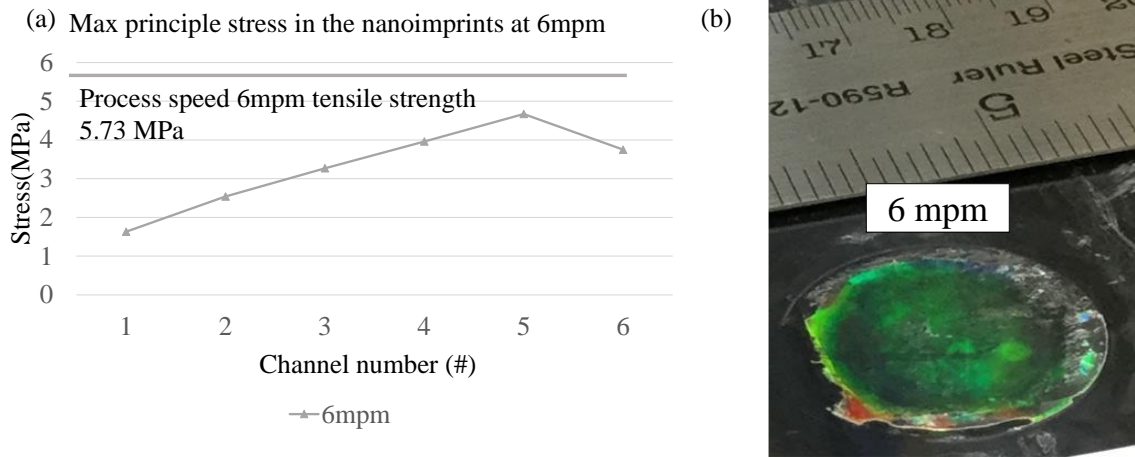 (a) Max principle stress in the nanoimprints at 6mpm
6
5
4
3
2
1
0
Stress(MPa)
Process speed 6mpm tensile strength
5.73 MPa
1 2 3 4 5 6
Channel number (#)
6mpm
(b)
17 18 19
Steel Ruler
R590-12
5
6 mpm